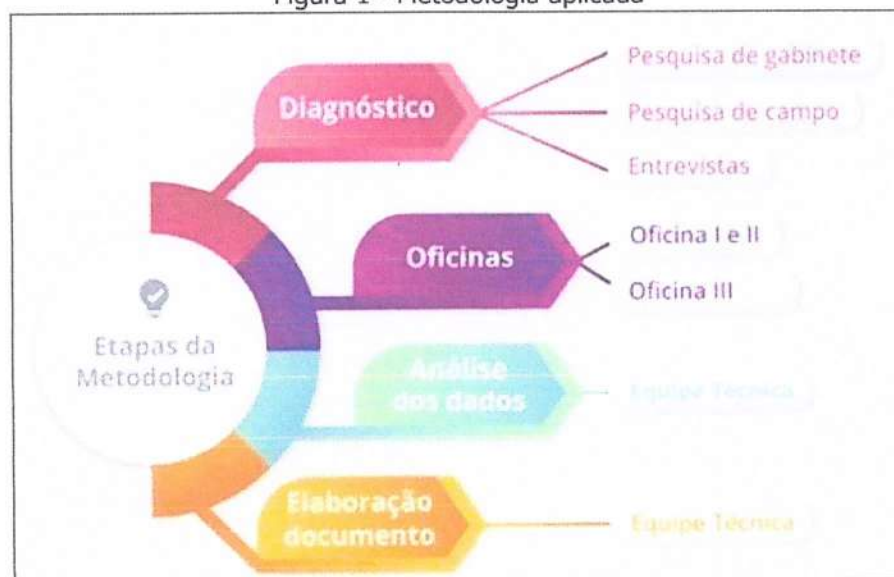 Figura 1 - Metodologia aplicada
Diagnóstico
Pesquisa de gabinete
Pesquisa de campo
Entrevistas
Oficinas
Oficina I e II
Oficina III
Etapas da
Metodologia
Análise
dos dados
Equipe Técnica
Elaboração
documento
Equipe Técnica